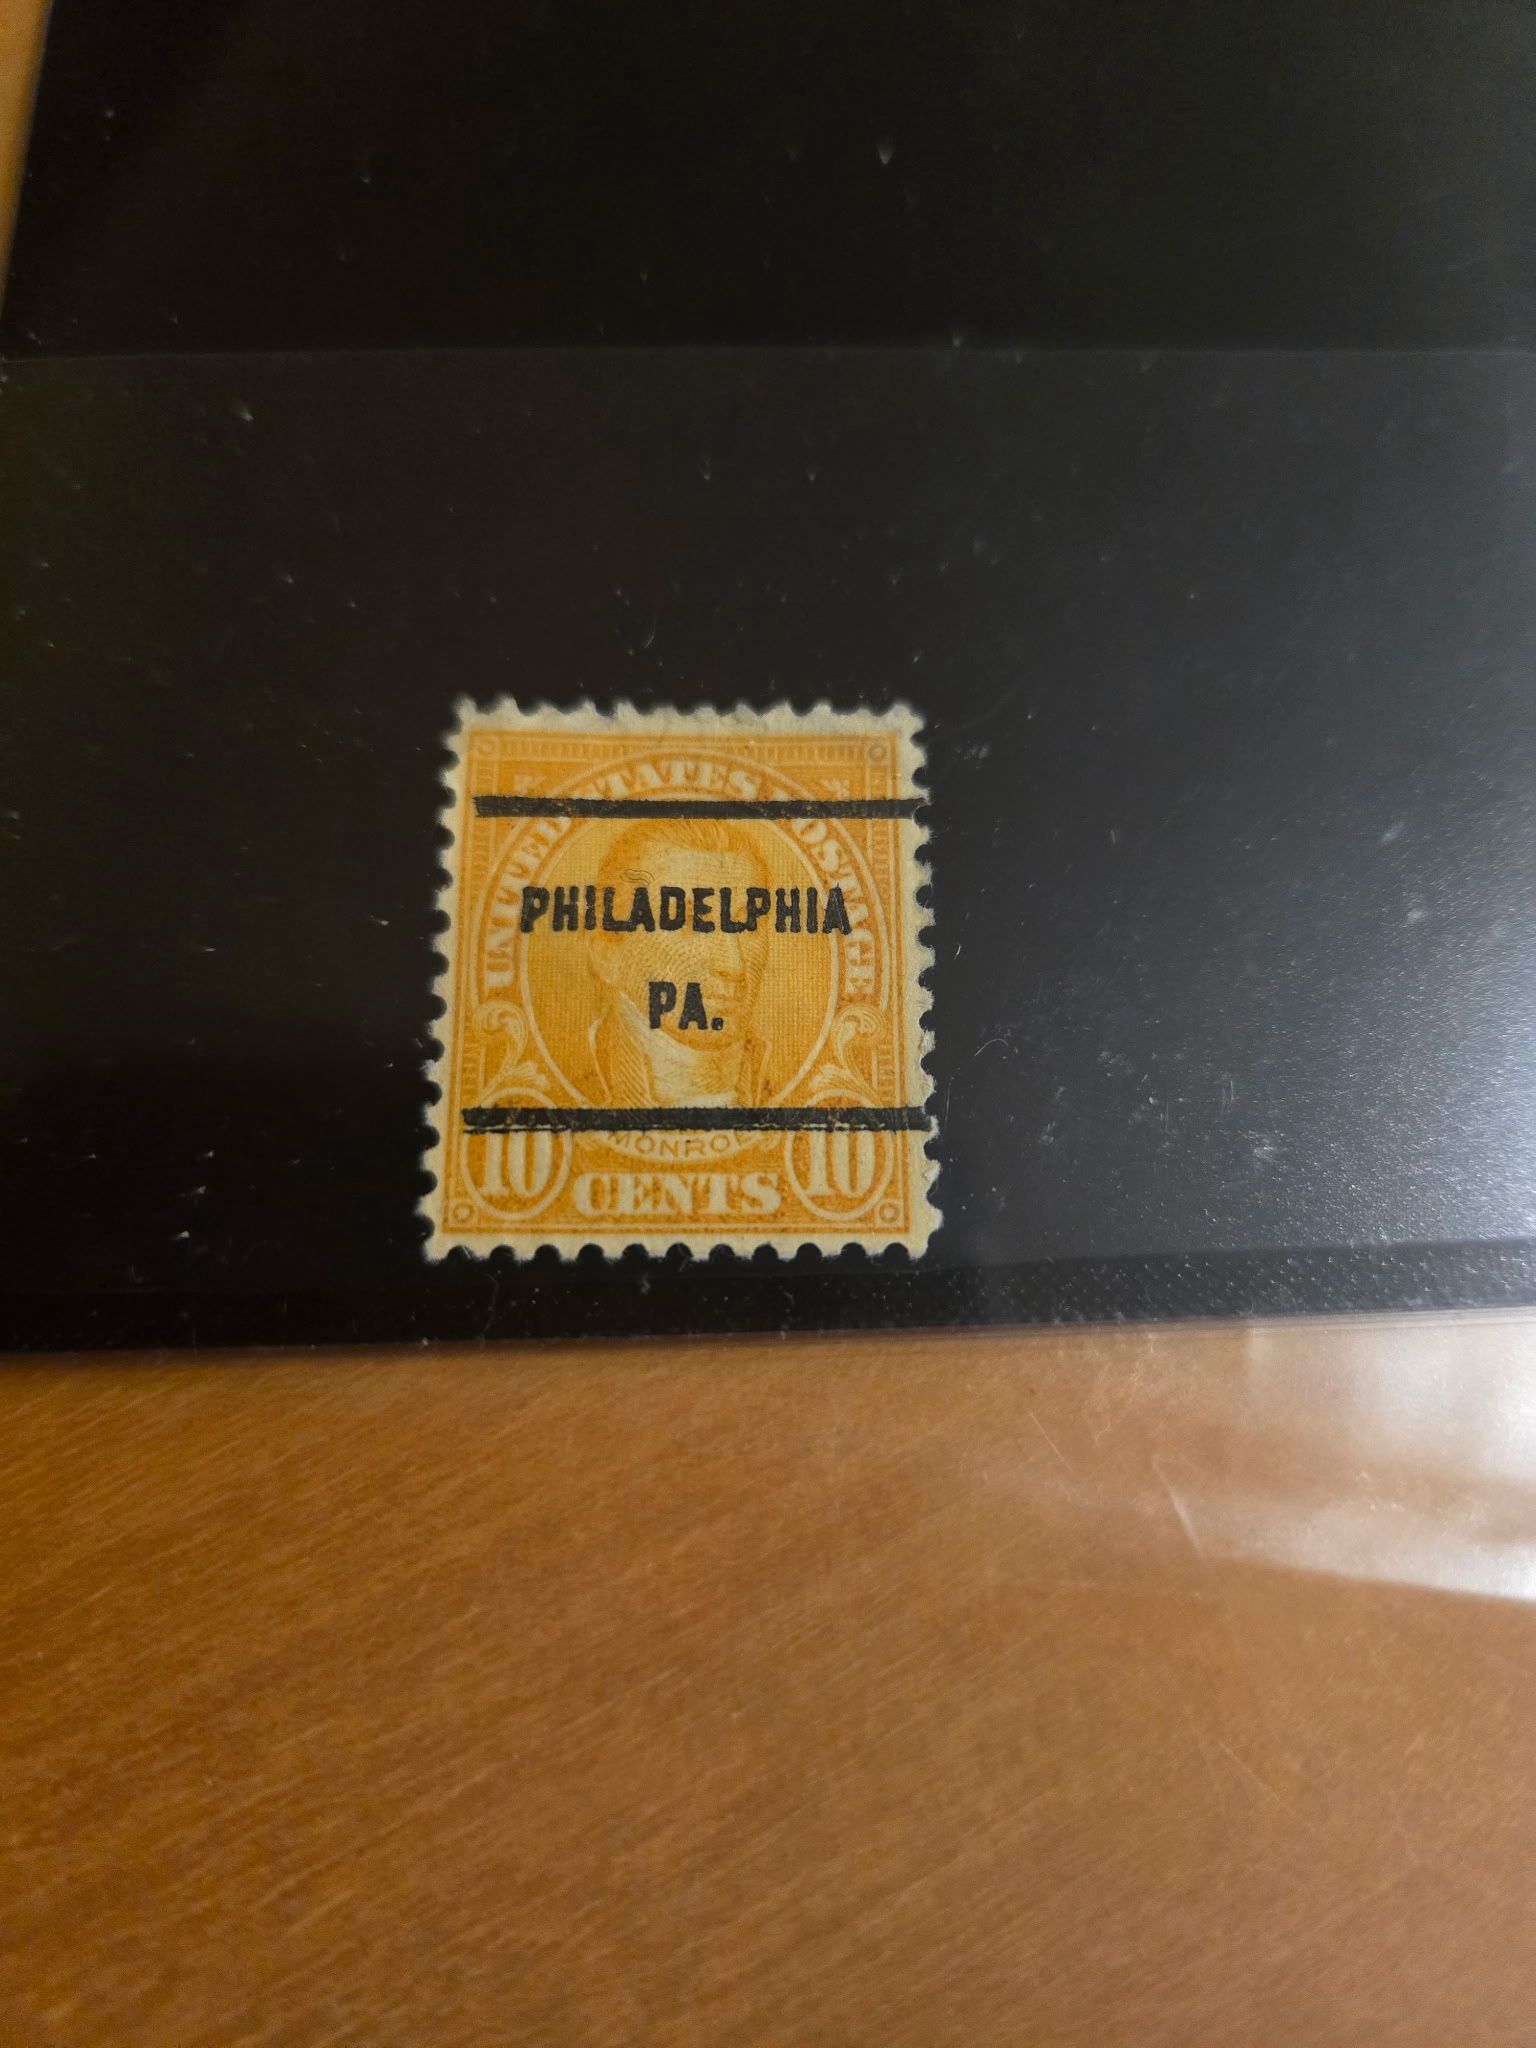 UNITED STATES POSTAGE
PHILADELPHIA
PA.
MONROE
10 CENTS 10